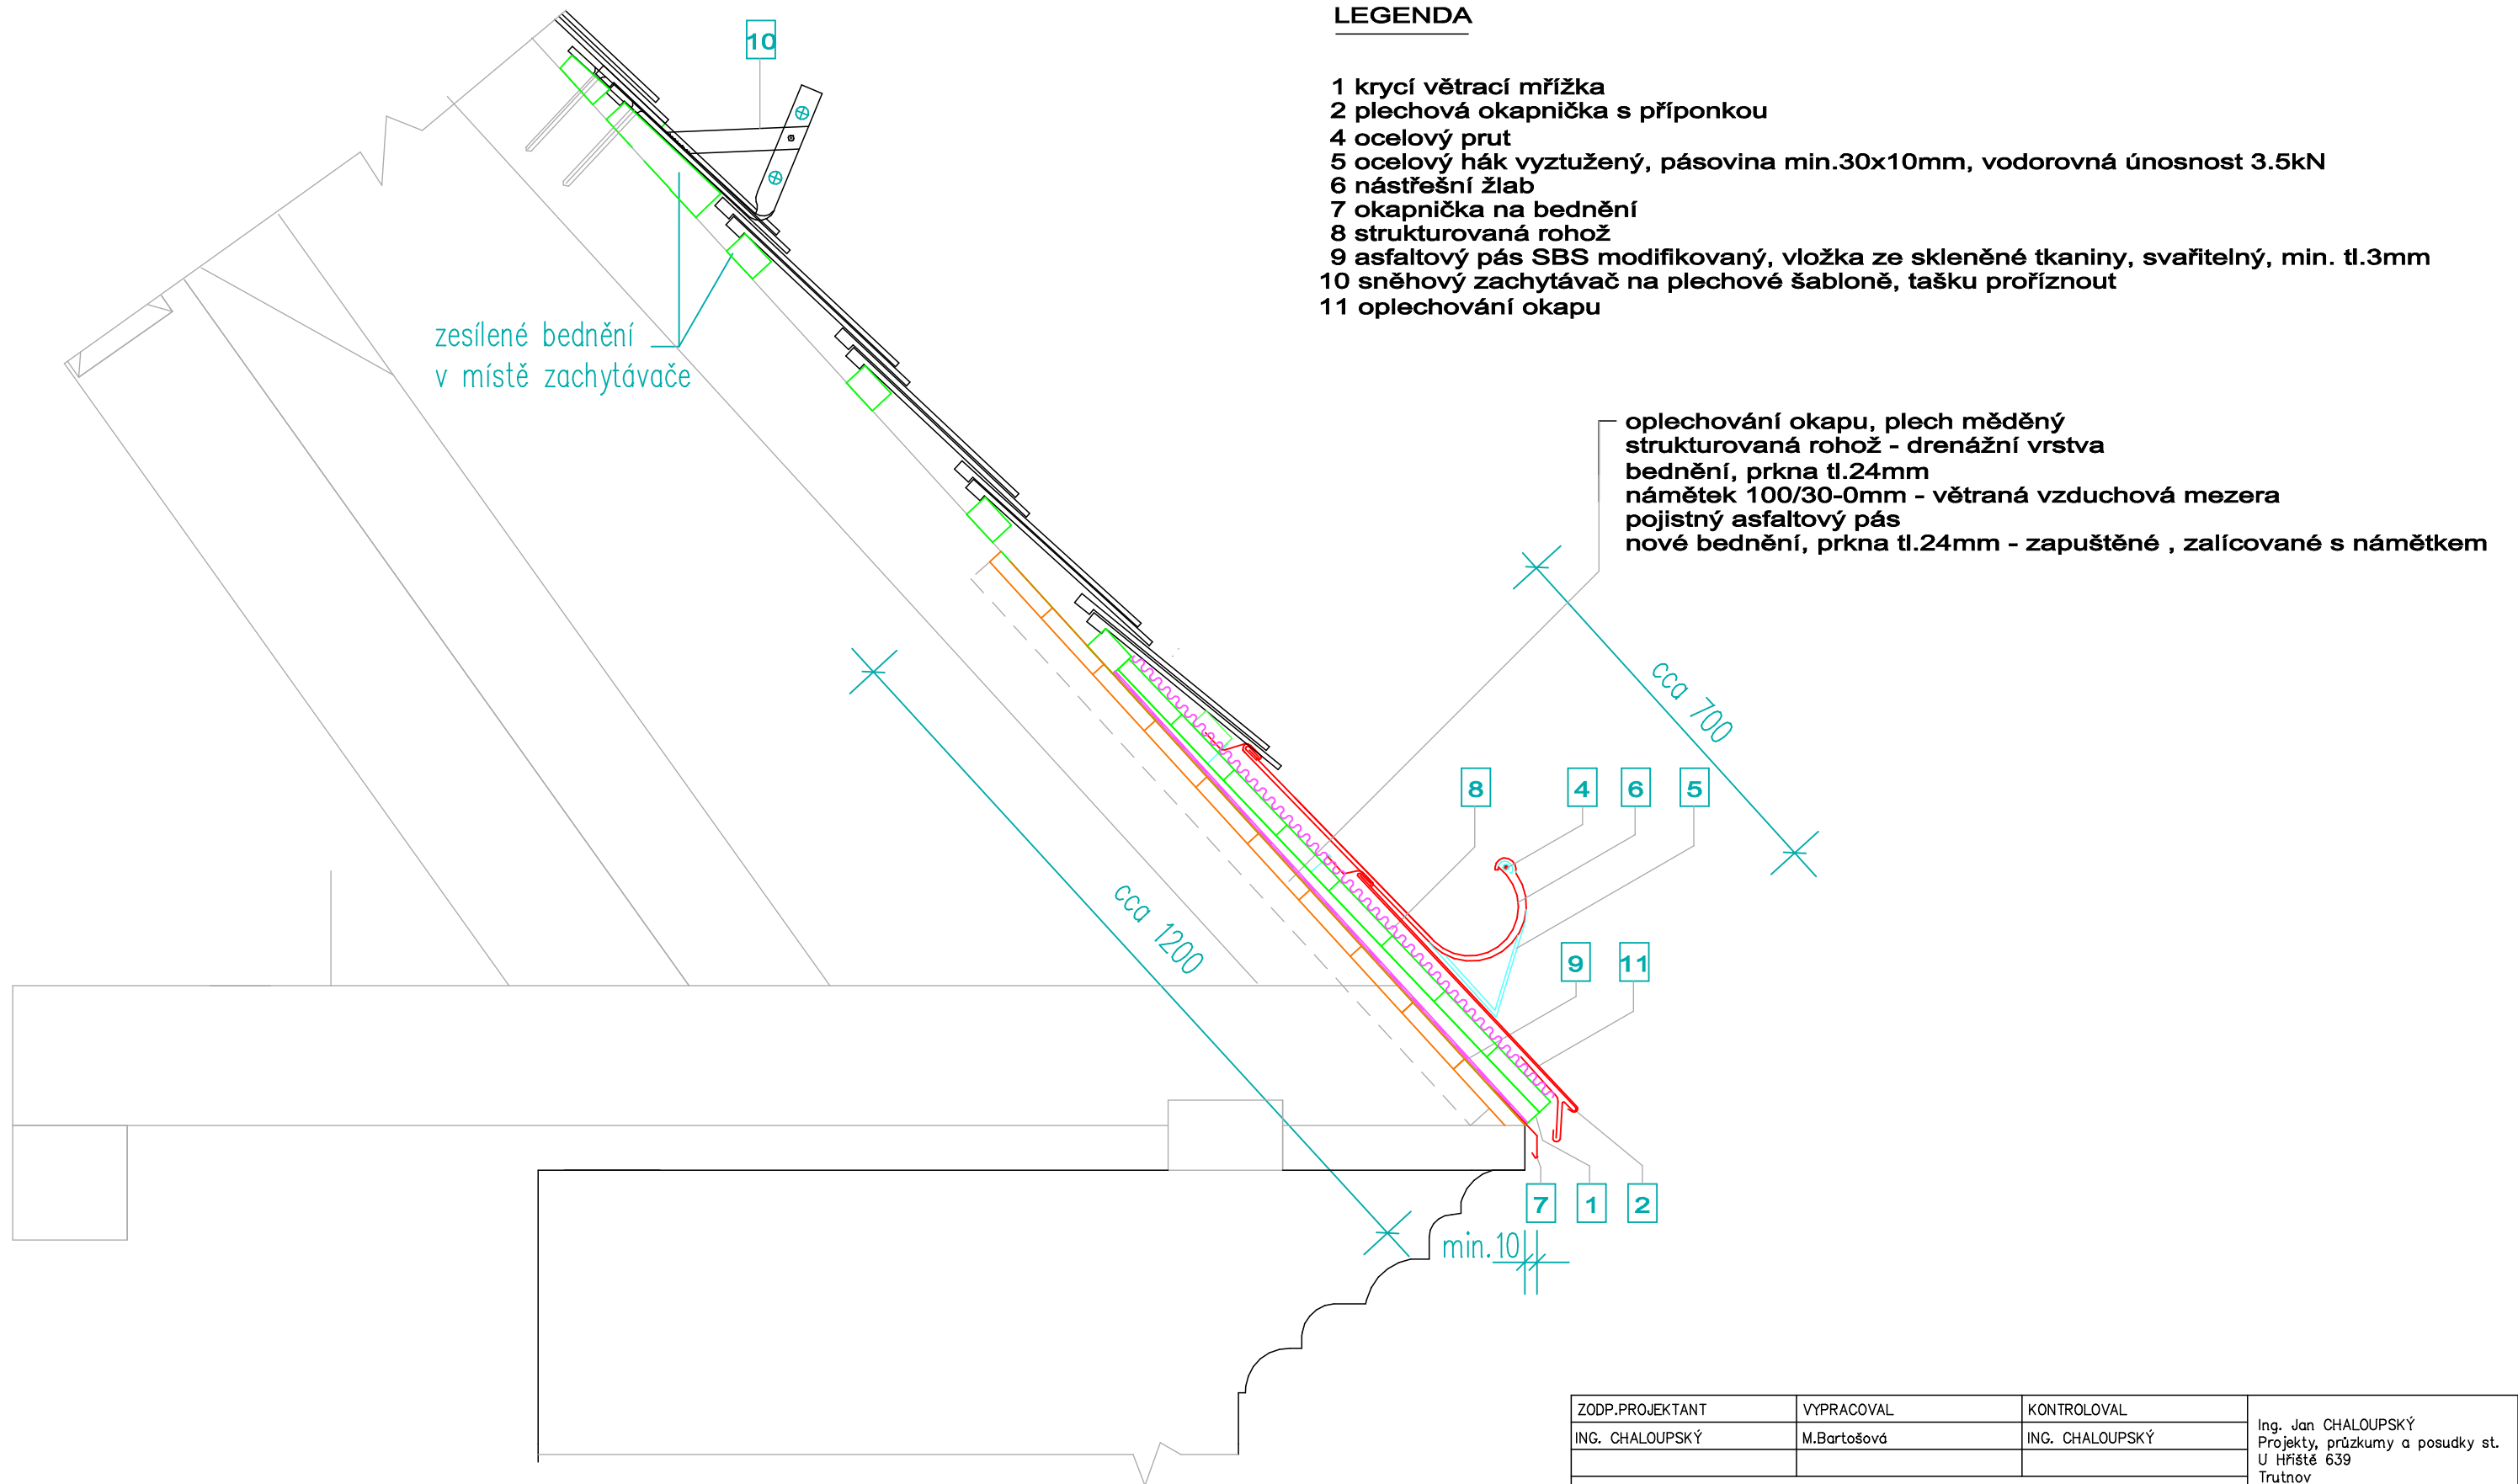 LEGENDA
1 krycí větrací mřížka
2 plechová okapnička s příponkou
4 ocelový prut
5 ocelový hák vyztužený, pásovina min.30x10mm, vodorovná únosnost 3.5kN
6 nástřešní žlab
7 okapnička na bednění
8 strukturovaná rohož
9 asfaltový pás SBS modifikovaný, vložka ze skleněné tkaniny, svařitelný, min. tl.3mm
10 sněhový zachytávač na plechové šabloně, tašku proříznout
11 oplechování okapu
10
zesílené bednění
v místě zachytávače
oplechování okapu, plech měděný
strukturovaná rohož - drenážní vrstva
bednění, prkna tl.24mm
námětek 100/30-0mm - větraná vzduchová mezera
pojistný asfaltový pás
nové bednění, prkna tl.24mm - zapuštěné , zalícované s námětkem
cca 700
8
4
6
5
cca 1200
9
11
7
1
2
min.10
ZODP.PROJEKTANT
VYPRACOVAL
KONTROLOVAL
ING. CHALOUPSKÝ
M.Bartošová
ING. CHALOUPSKÝ
Ing. Jan CHALOUPSKÝ
Projekty, průzkumy a posudky st.
U Hřiště 639
Trutnov